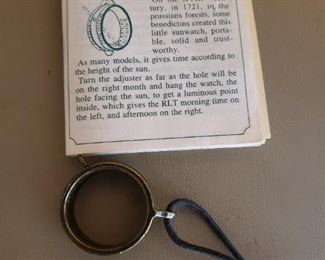 tury, in 1721, in the
prussians forests, some
benedictins created this
little sunwatch, porta-
ble, solid and trust-
worthy.
As many models, it gives time according to
the height of the sun.
Turn the adjuster as far as the hole will be
on the right month and hang the watch, the
hole facing the sun, to get a luminous point
inside, which gives the RLT morning time on
the left, and afternoon on the right.